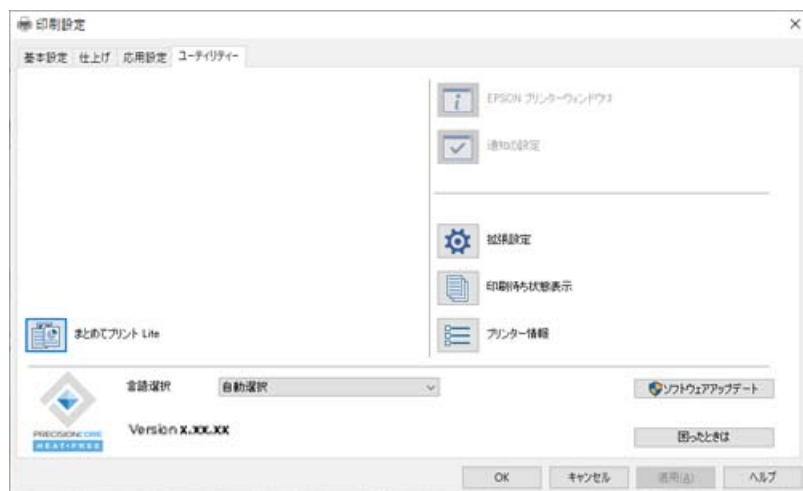 印刷設定
基本設定 仕上げ 応用設定 ユーティリティー
EPSON プリンターウィンドウ!3
通知の設定
拡張設定
印刷待ち状態表示
まとめてプリント Lite
プリンター情報
言語選択
自動選択
ソフトウェアアップデート
PRECISIONCORE
HEAT-FREE
Version X.XX.XX
困ったときは
OK キャンセル 適用(A) ヘルプ